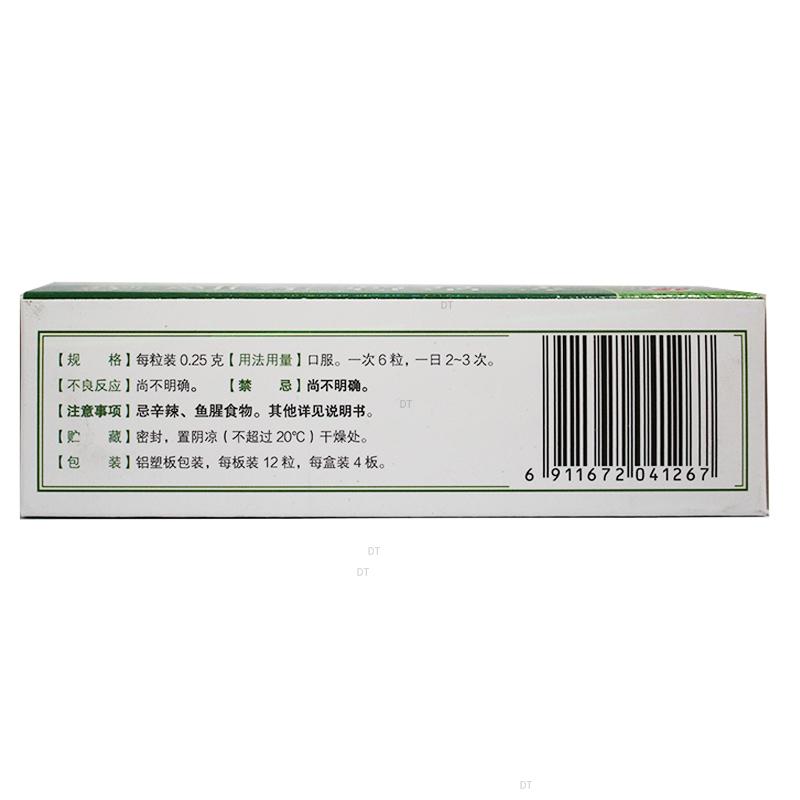 DT
【规 格】每粒装 0.25 克【用法用量】口服。一次 6 粒，一日 2~3 次。
【不良反应】尚不明确。 【禁 忌】尚不明确。
【注意事项】忌辛辣、鱼腥食物。其他详见说明书。
DT
【贮 藏】密封，置阴凉（不超过 20℃）干燥处。
【包 装】铝塑板包装，每板装 12 粒，每盒装 4 板。
6 911672 041267
DT
DT
DT